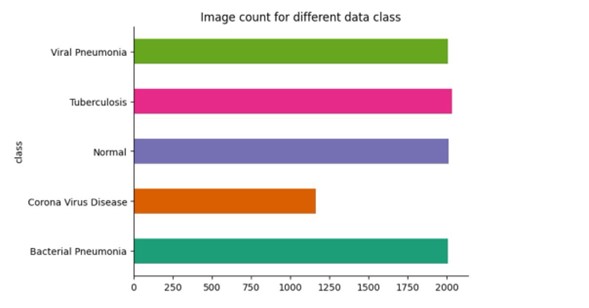 Image count for different data class
Viral Pneumonia
Tuberculosis
Normal
Corona Virus Disease
Bacterial Pneumonia
class
0 250 500 750 1000 1250 1500 1750 2000